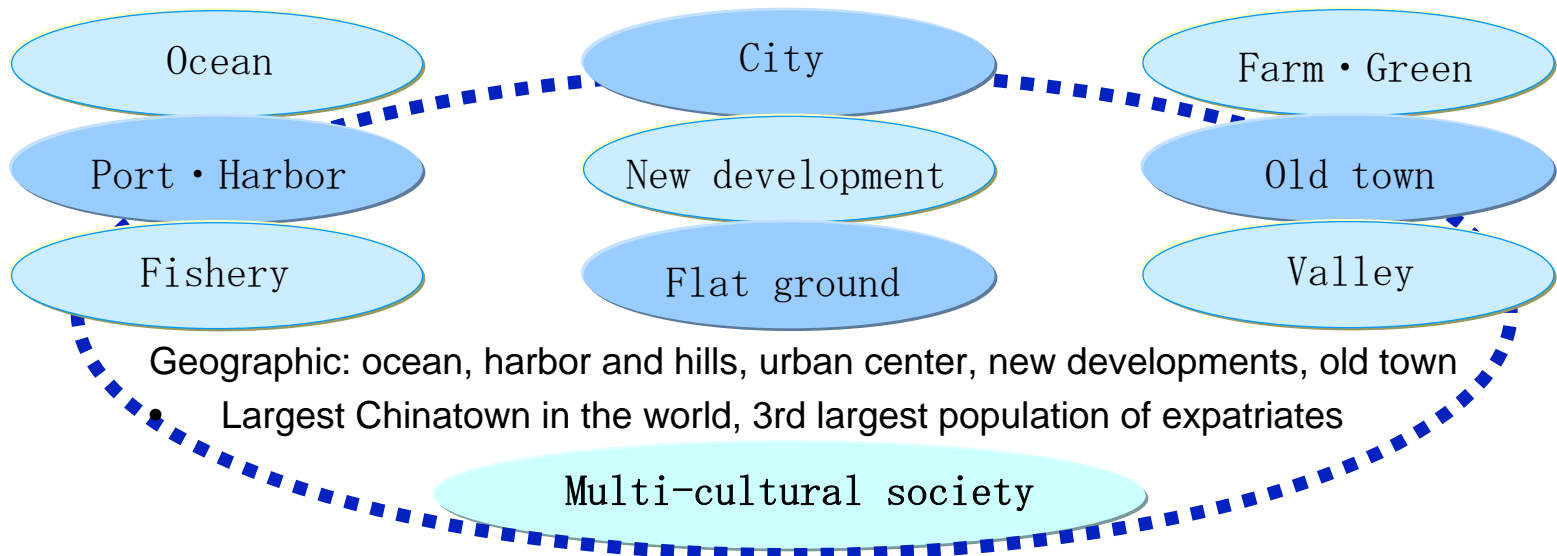 Ocean
City
Farm・Green
Port・Harbor
New development
Old town
Fishery
Flat ground
Valley
Geographic: ocean, harbor and hills, urban center, new developments, old town
• Largest Chinatown in the world, 3rd largest population of expatriates
Multi-cultural society